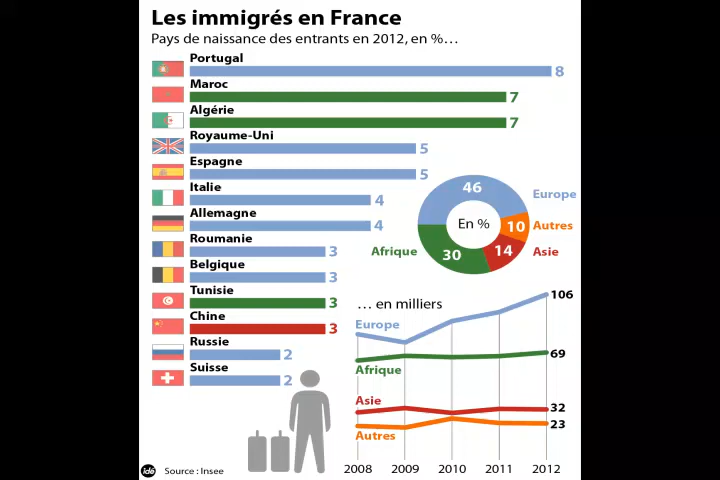 Les immigrés en France
Pays de naissance des entrants en 2012, en %...
Portugal
8
Maroc
7
Algérie
7
Royaume-Uni
5
Espagne
5
Italie
4
Allemagne
4
Roumanie
3
Belgique
3
Tunisie
3
Chine
3
Russie
2
Suisse
2
46
Europe
En %
10 Autres
Afrique
30
14
Asie
... en milliers
106
Europe
69
Afrique
Asie
32
23
Autres
2008 2009 2010 2011 2012
idé Source : Insee